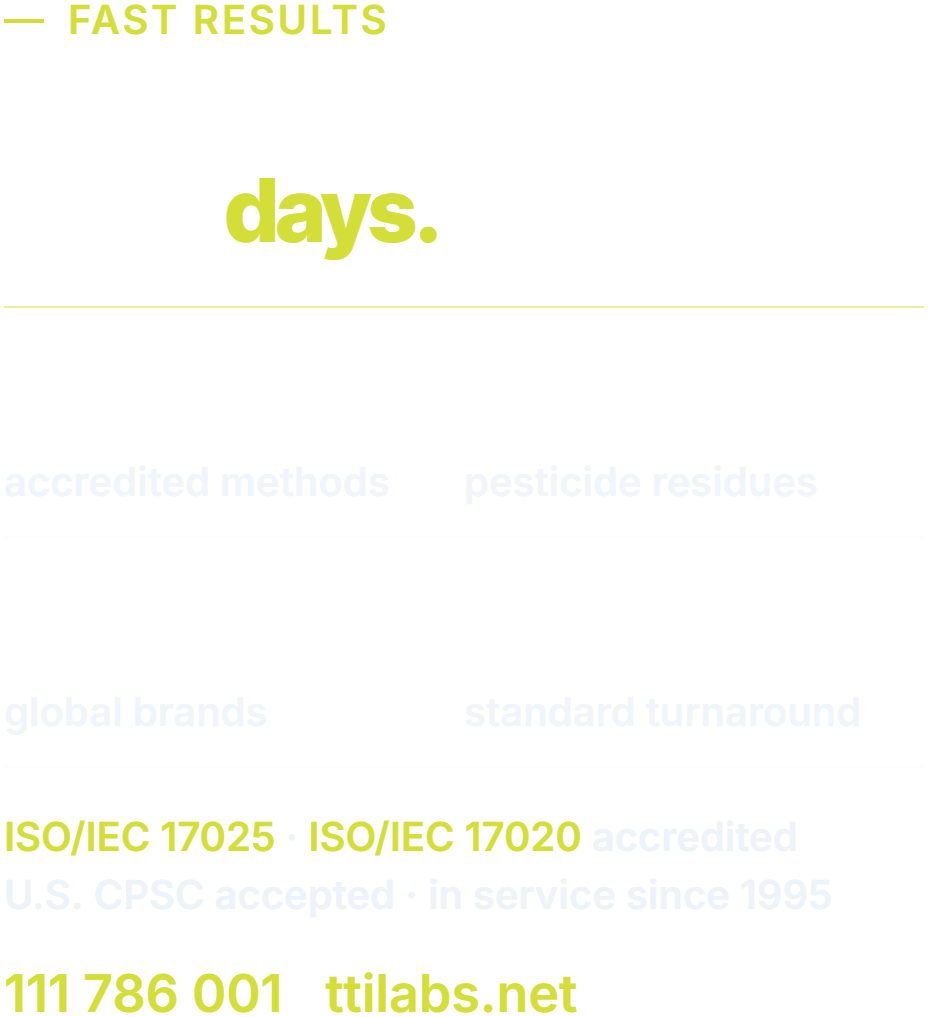 — FAST RESULTS
days.
accredited methods
pesticide residues
global brands
standard turnaround
ISO/IEC 17025 · ISO/IEC 17020 accredited
U.S. CPSC accepted · in service since 1995
111 786 001 ttilabs.net